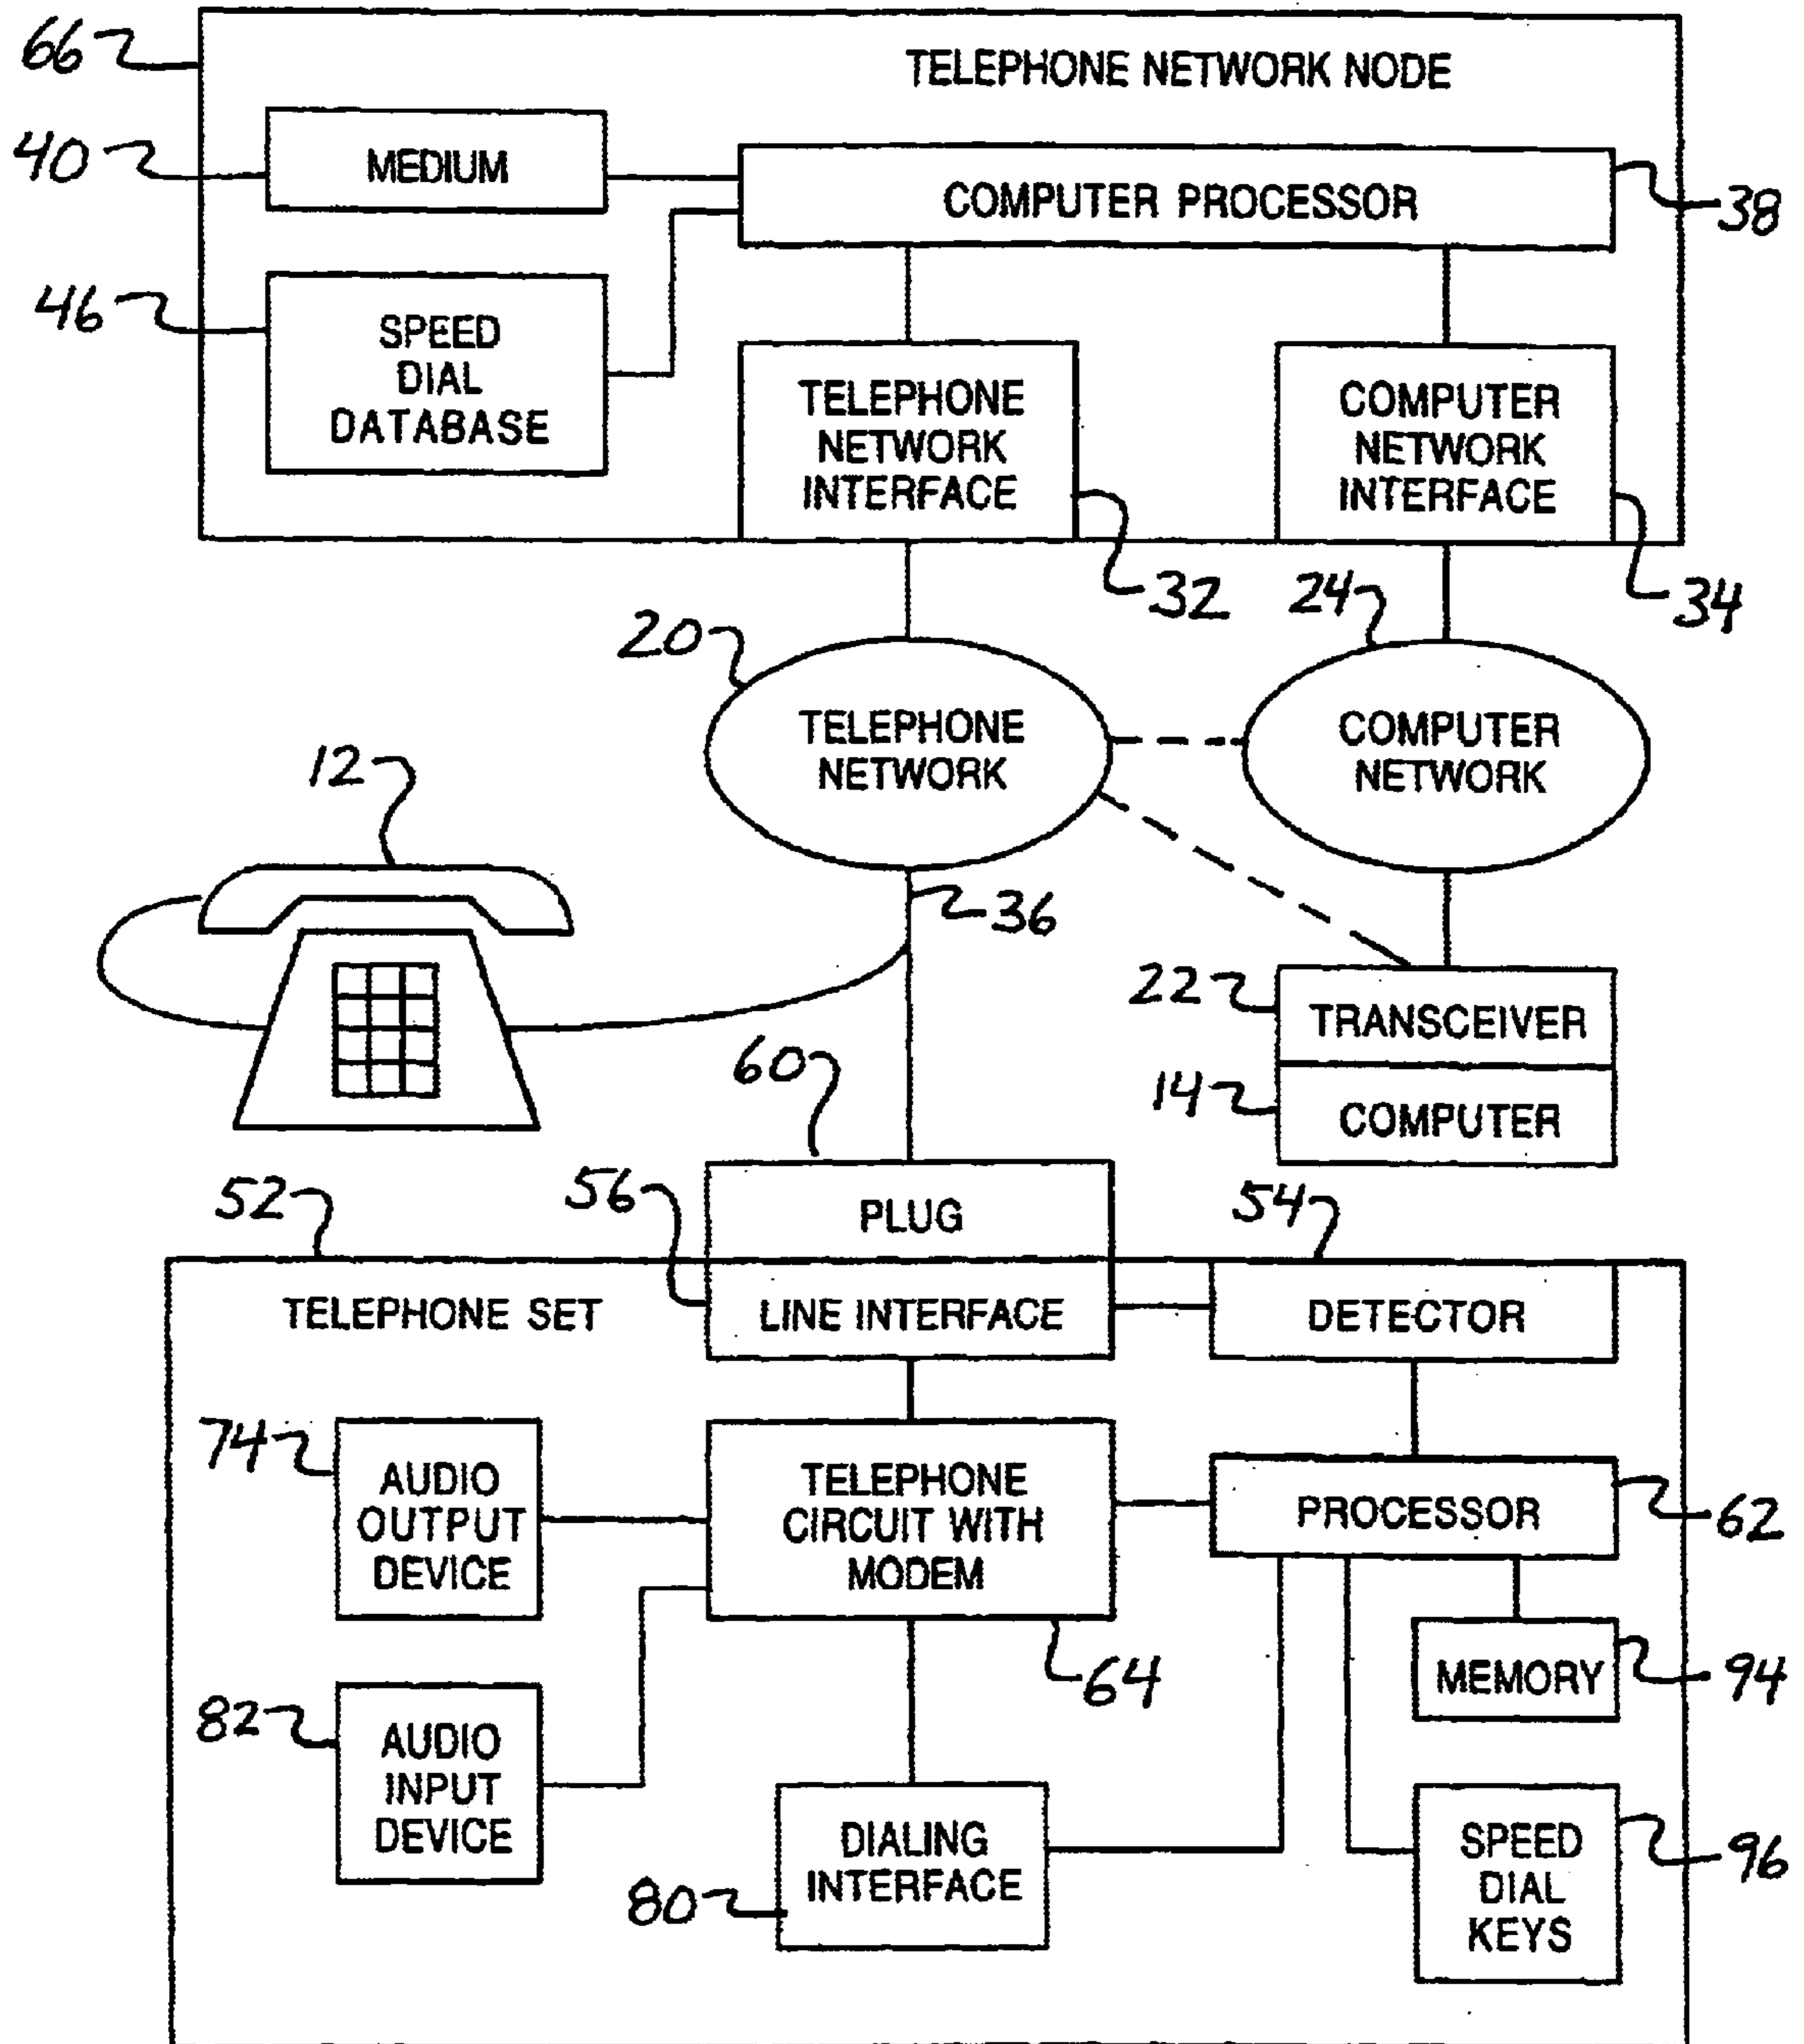 66
TELEPHONE NETWORK NODE
40
MEDIUM
COMPUTER PROCESSOR
38
46
SPEED
DIAL
DATABASE
TELEPHONE
NETWORK
INTERFACE
COMPUTER
NETWORK
INTERFACE
32
34
20
24
TELEPHONE
NETWORK
COMPUTER
NETWORK
12
36
22
TRANSCEIVER
14
COMPUTER
60
PLUG
52
56
54
TELEPHONE SET
LINE INTERFACE
DETECTOR
74
AUDIO
OUTPUT
DEVICE
TELEPHONE
CIRCUIT WITH
MODEM
PROCESSOR
62
64
MEMORY
94
82
AUDIO
INPUT
DEVICE
DIALING
INTERFACE
80
SPEED
DIAL
KEYS
96